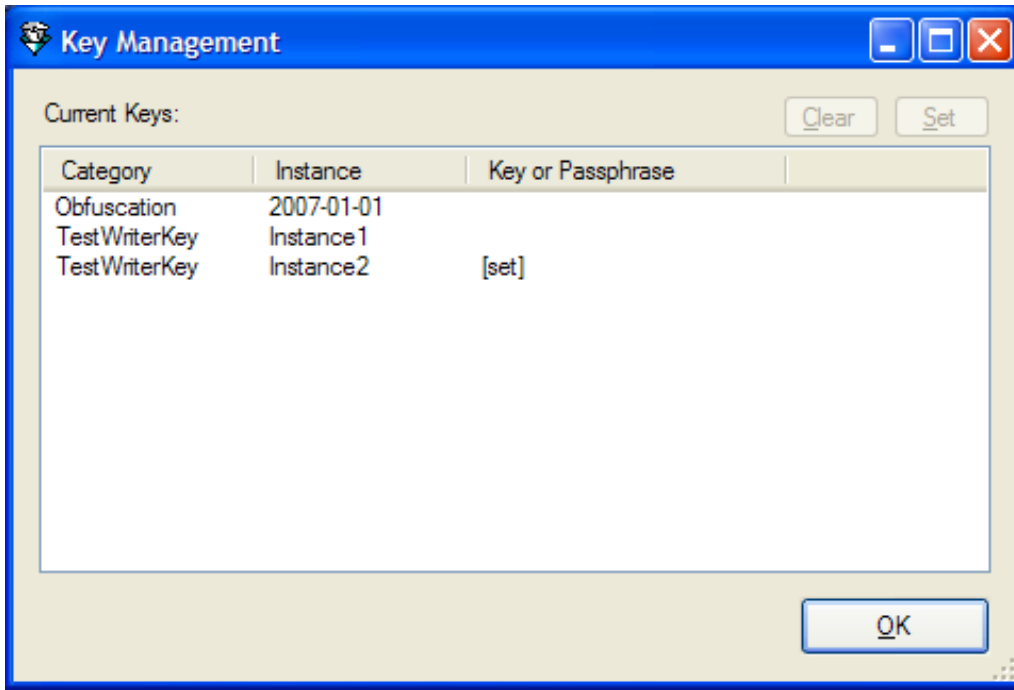 Key Management
Current Keys: Clear Set
Category Instance Key or Passphrase
Obfuscation 2007-01-01
TestWriterKey Instance1
TestWriterKey Instance2 [set]
OK